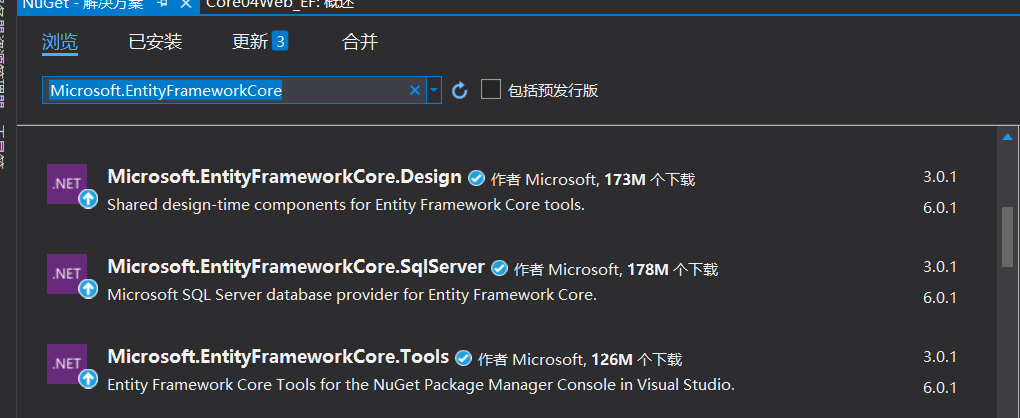 NuGet - 解决方案
Core04Web_EF: 概述
浏览 已安装 更新 3 合并
Microsoft.EntityFrameworkCore 包括预发行版
.NET
Microsoft.EntityFrameworkCore.Design 作者 Microsoft, 173M 个下载 3.0.1
Shared design-time components for Entity Framework Core tools. 6.0.1
.NET
Microsoft.EntityFrameworkCore.SqlServer 作者 Microsoft, 178M 个下载 3.0.1
Microsoft SQL Server database provider for Entity Framework Core. 6.0.1
.NET
Microsoft.EntityFrameworkCore.Tools 作者 Microsoft, 126M 个下载 3.0.1
Entity Framework Core Tools for the NuGet Package Manager Console in Visual Studio. 6.0.1